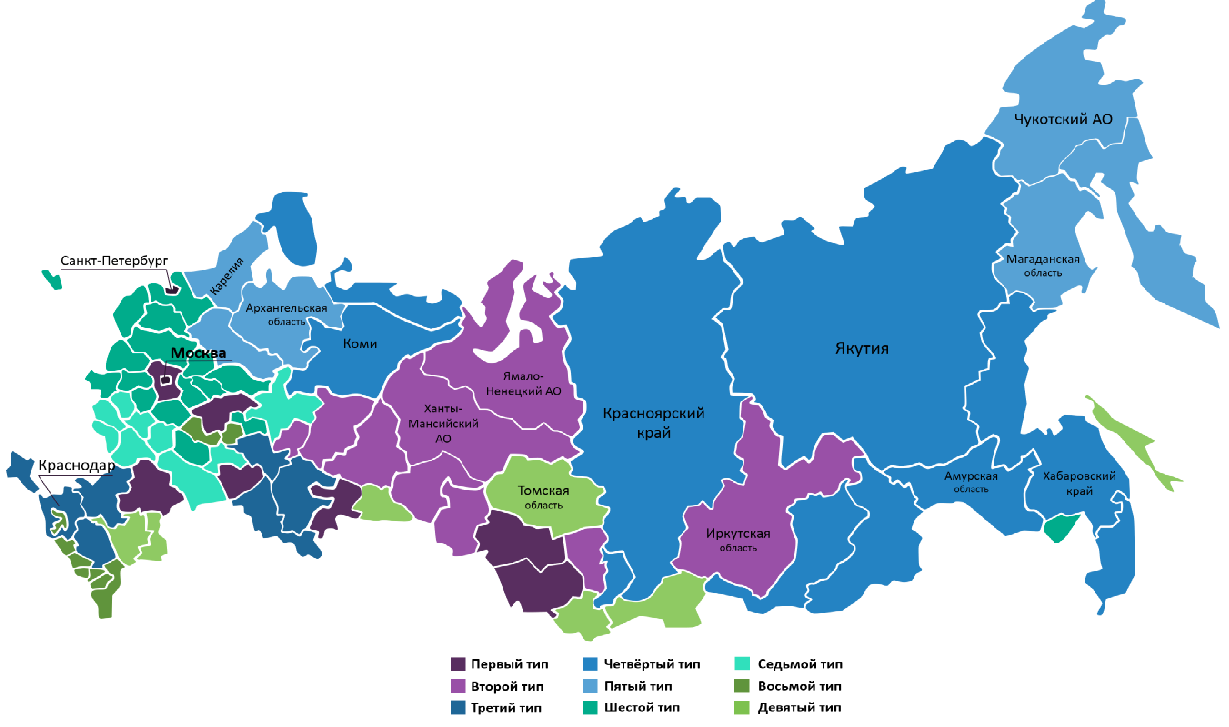 Чукотский АО
Санкт-Петербург
Карелия
Магаданская
область
Архангельская
область
Коми
Москва
Якутия
Ямало-
Ненецкий АО
Ханты-
Мансийский
АО
Красноярский
край
Краснодар
Томская
область
Амурская
область
Хабаровский
край
Иркутская
область
Первый тип
Четвёртый тип
Седьмой тип
Второй тип
Пятый тип
Восьмой тип
Третий тип
Шестой тип
Девятый тип